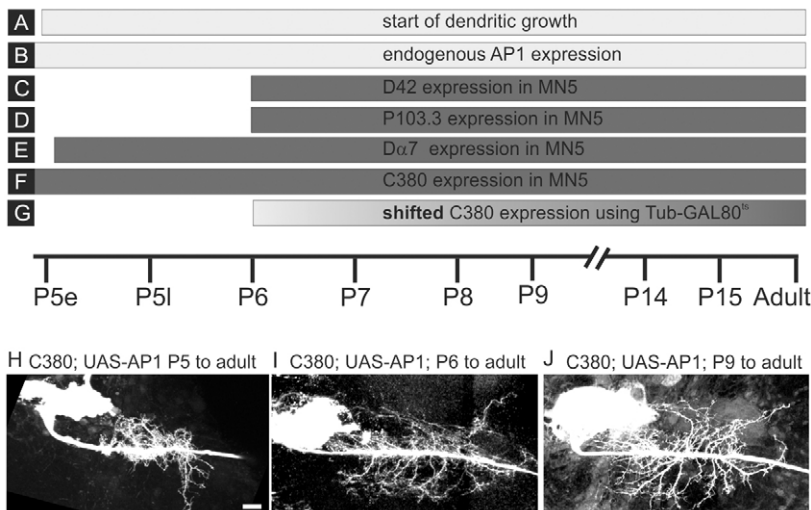 A start of dendritic growth
B endogenous AP1 expression
C D42 expression in MN5
D P103.3 expression in MN5
E Dα7 expression in MN5
F C380 expression in MN5
G shifted C380 expression using Tub-GAL80ts
P5e P5l P6 P7 P8 P9 P14 P15 Adult
H C380; UAS-AP1 P5 to adult
I C380; UAS-AP1; P6 to adult
J C380; UAS-AP1; P9 to adult